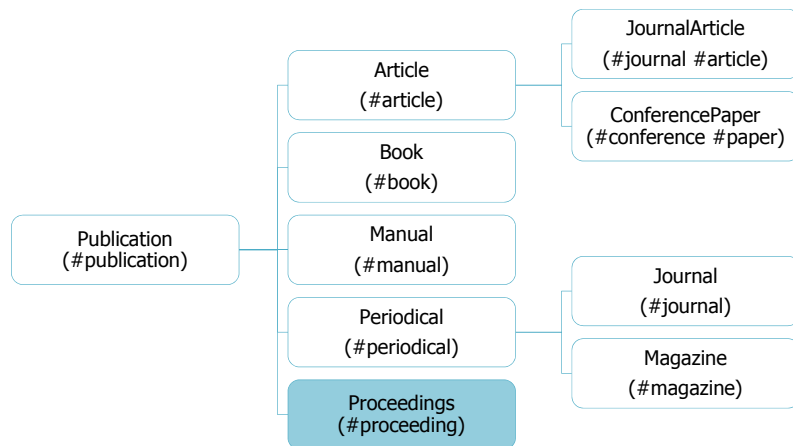 Publication
(#publication)
Article
(#article)
Book
(#book)
Manual
(#manual)
Periodical
(#periodical)
Proceedings
(#proceeding)
JournalArticle
(#journal #article)
ConferencePaper
(#conference #paper)
Journal
(#journal)
Magazine
(#magazine)